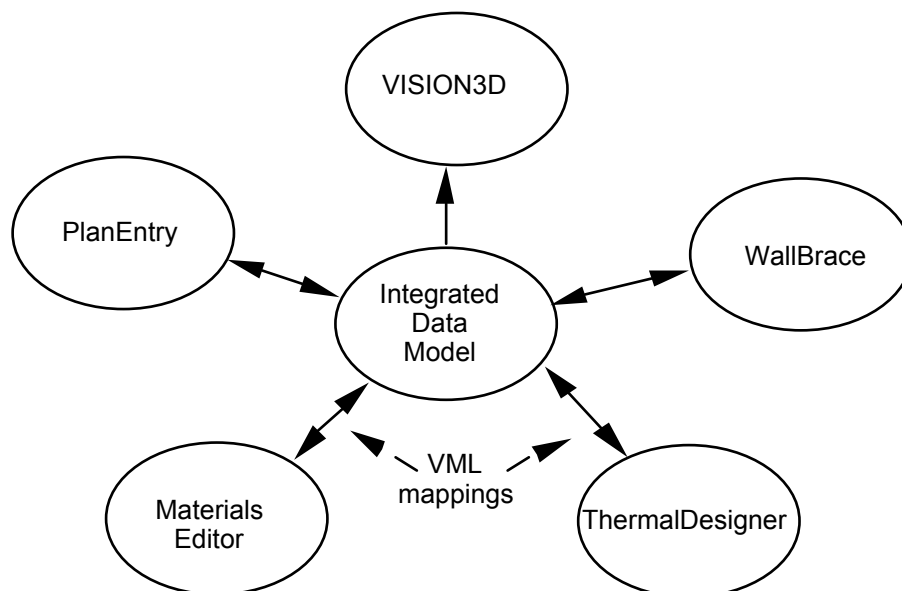 VISION3D
PlanEntry
WallBrace
Integrated
Data
Model
VML
mappings
Materials
Editor
ThermalDesigner